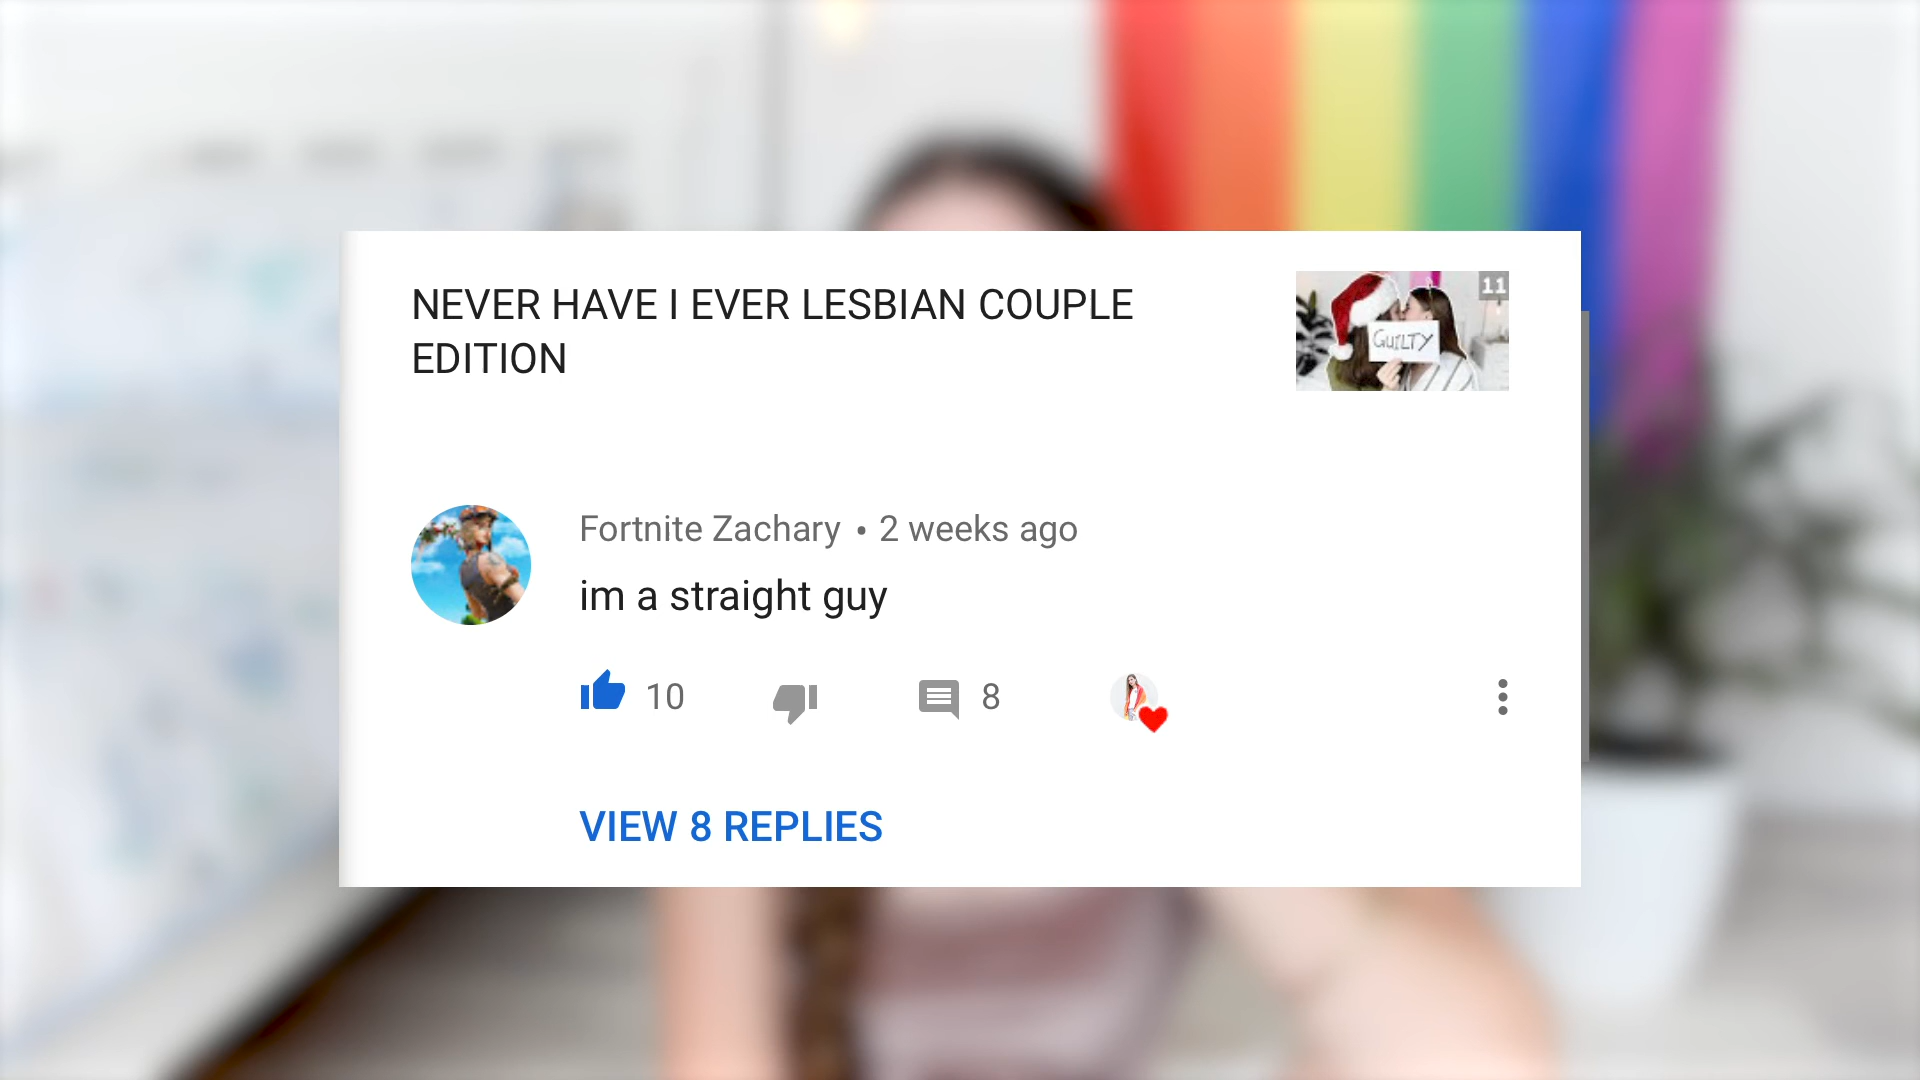 NEVER HAVE I EVER LESBIAN COUPLE
EDITION
11
GUILTY
Fortnite Zachary • 2 weeks ago
im a straight guy
10
8
VIEW 8 REPLIES